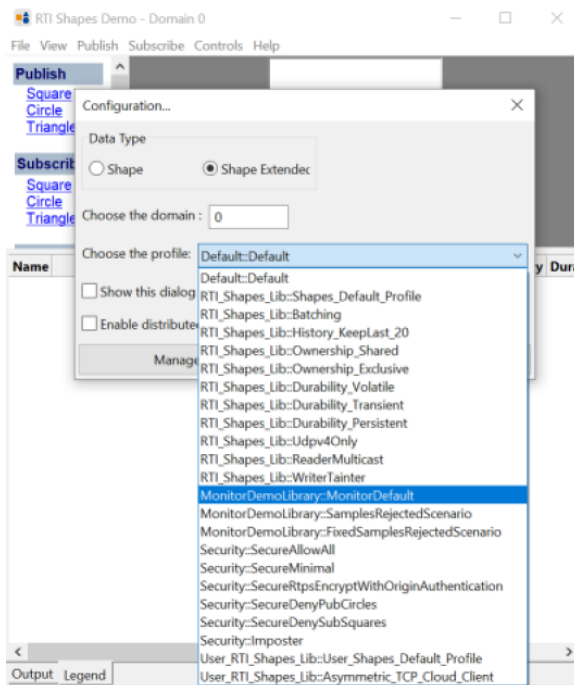 RTI Shapes Demo - Domain 0
File View Publish Subscribe Controls Help
Publish
Square
Circle
Triangle
Configuration...
Data Type
Shape
Shape Extended
Subscrib
Square
Circle
Triangle
Choose the domain :
0
Choose the profile:
Default::Default
Name
y Dura
Show this dialog
Enable distributed
Manage
Default::Default
RTI_Shapes_Lib::Shapes_Default_Profile
RTI_Shapes_Lib::Batching
RTI_Shapes_Lib::History_KeepLast_20
RTI_Shapes_Lib::Ownership_Shared
RTI_Shapes_Lib::Ownership_Exclusive
RTI_Shapes_Lib::Durability_Volatile
RTI_Shapes_Lib::Durability_Transient
RTI_Shapes_Lib::Durability_Persistent
RTI_Shapes_Lib::Udpv4Only
RTI_Shapes_Lib::ReaderMulticast
RTI_Shapes_Lib::WriterTainter
MonitorDemoLibrary::MonitorDefault
MonitorDemoLibrary::SamplesRejectedScenario
MonitorDemoLibrary::FixedSamplesRejectedScenario
Security::SecureAllowAll
Security::SecureMinimal
Security::SecureRtpsEncryptWithOriginAuthentication
Security::SecureDenyPubCircles
Security::SecureDenySubSquares
Security::Imposter
User_RTI_Shapes_Lib::User_Shapes_Default_Profile
User_RTI_Shapes_Lib::Asymmetric_TCP_Cloud_Client
Output Legend